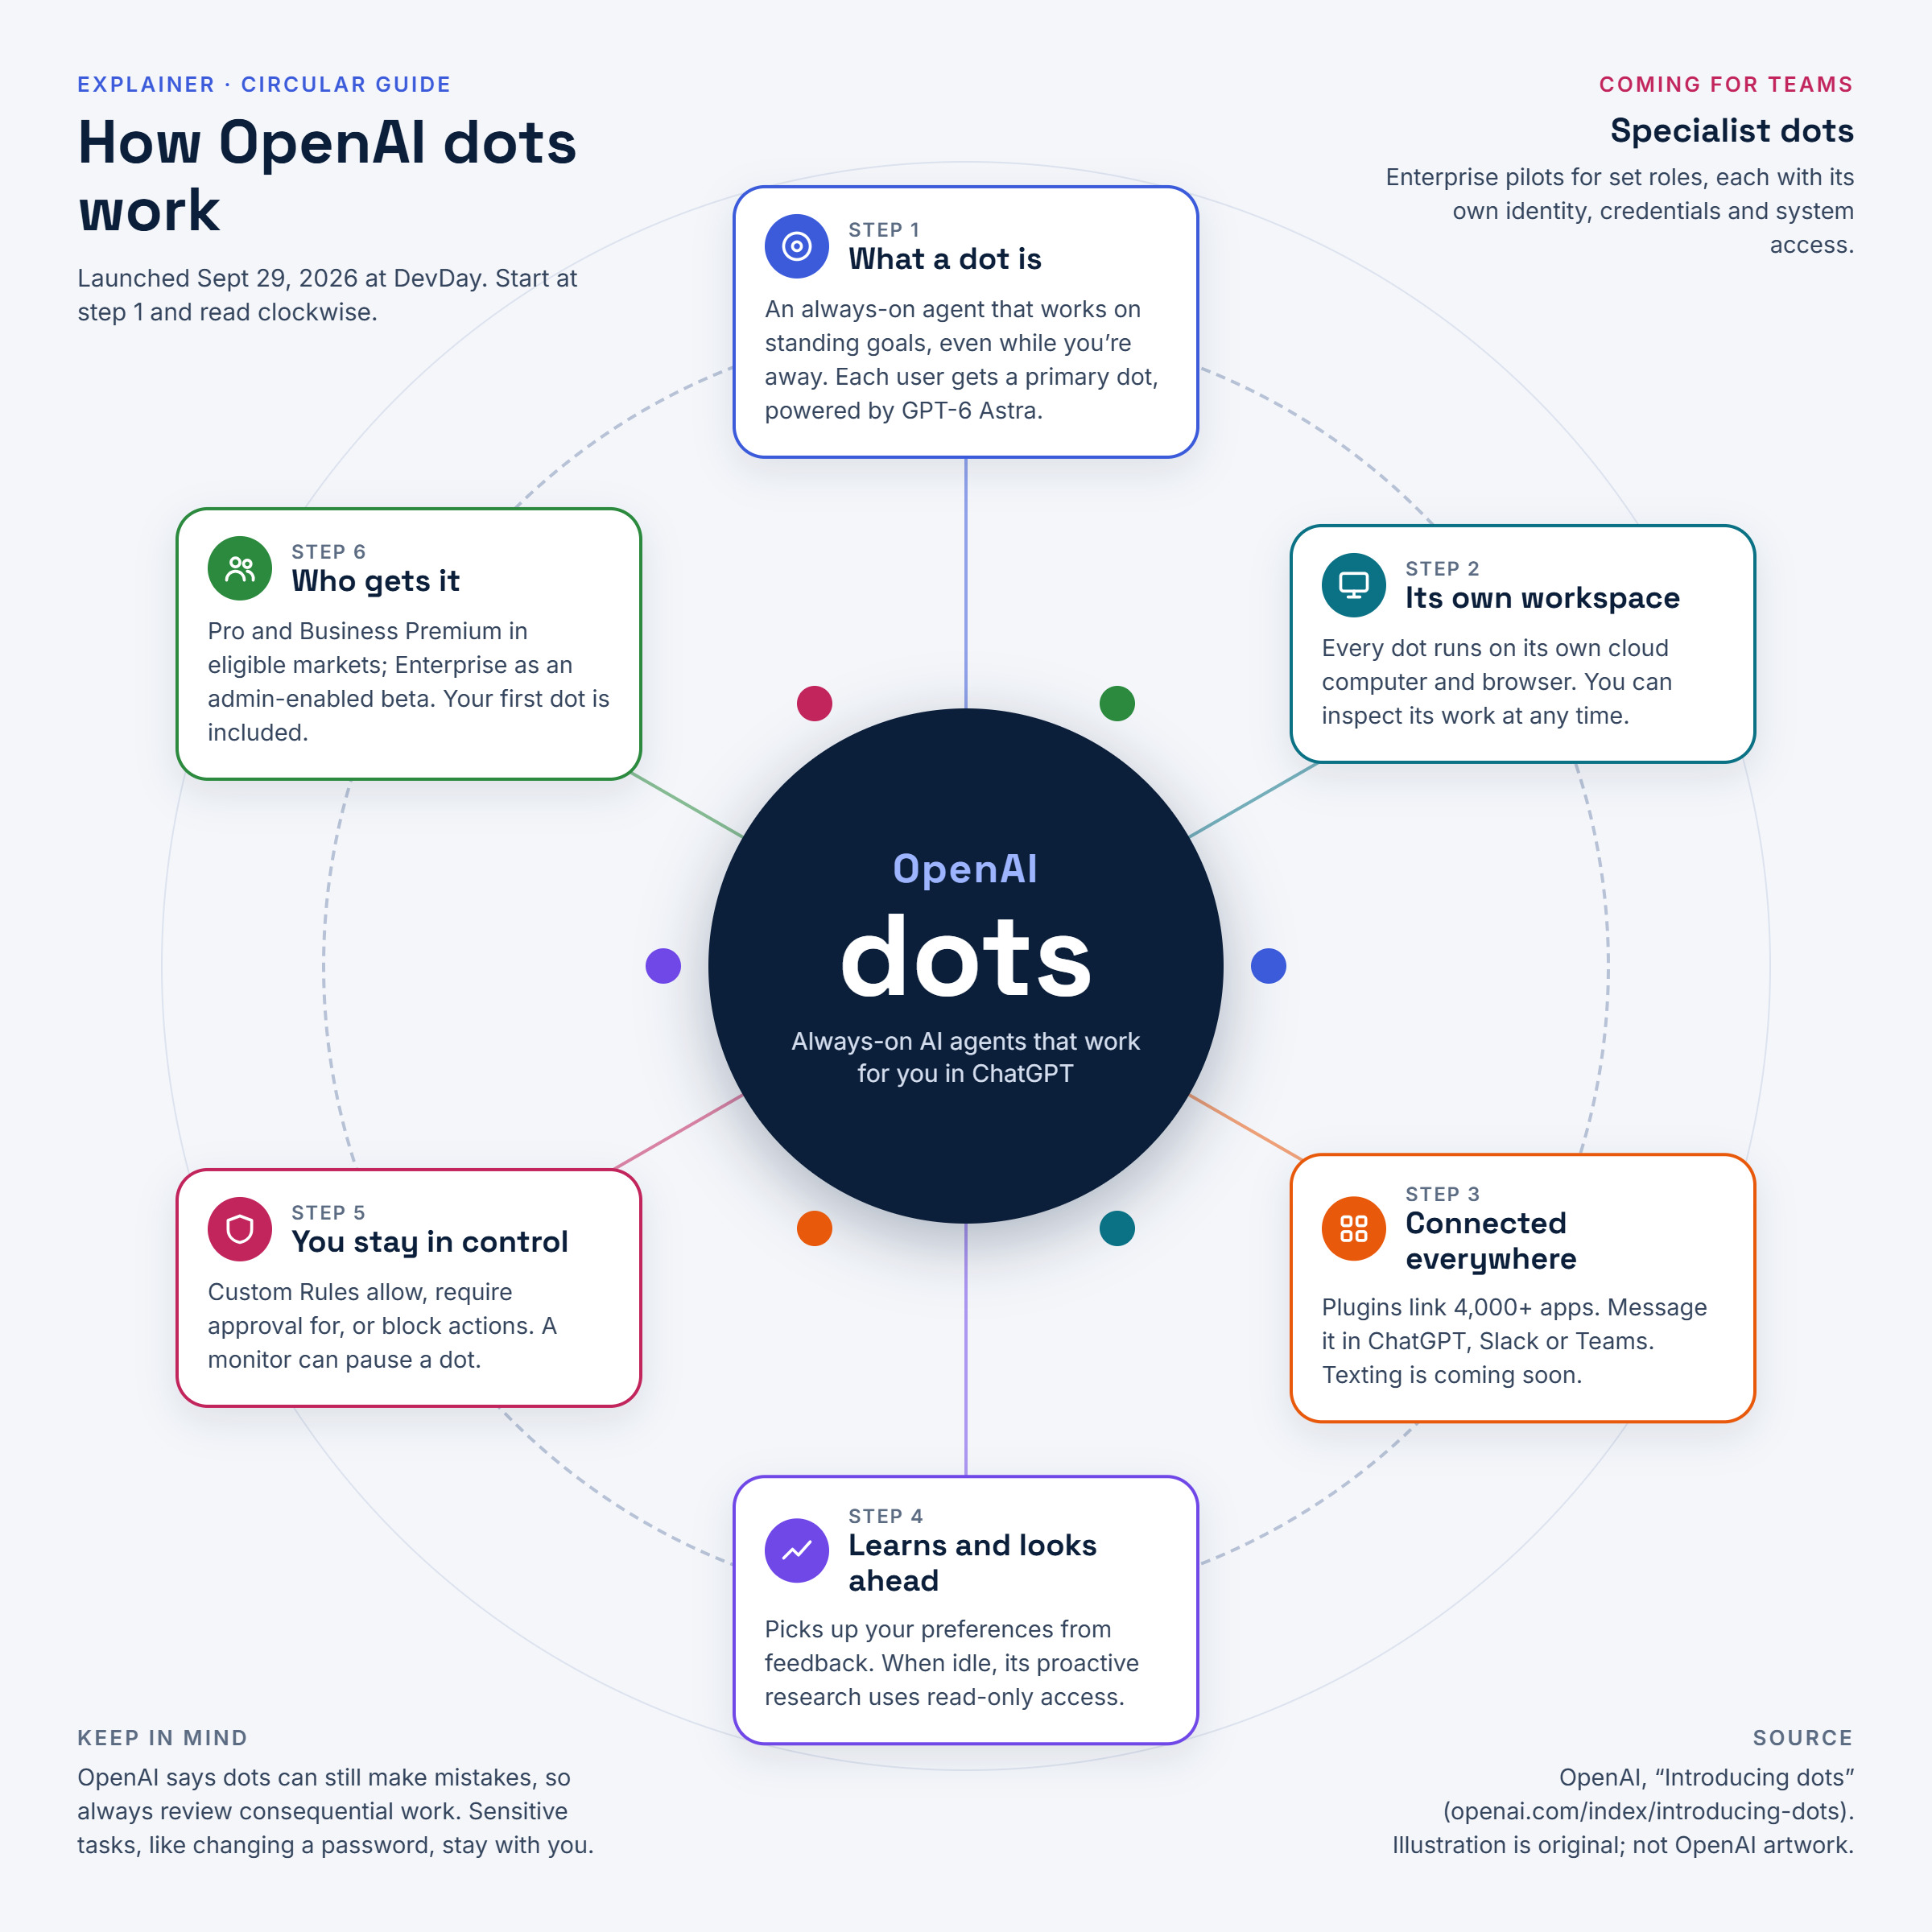 EXPLAINER · CIRCULAR GUIDE
How OpenAI dots
work
Launched Sept 29, 2026 at DevDay. Start at
step 1 and read clockwise.
COMING FOR TEAMS
Specialist dots
Enterprise pilots for set roles, each with its
own identity, credentials and system
access.
STEP 1
What a dot is
An always-on agent that works on
standing goals, even while you’re
away. Each user gets a primary dot,
powered by GPT-6 Astra.
STEP 2
Its own workspace
Every dot runs on its own cloud
computer and browser. You can
inspect its work at any time.
STEP 3
Connected
everywhere
Plugins link 4,000+ apps. Message
it in ChatGPT, Slack or Teams.
Texting is coming soon.
STEP 4
Learns and looks
ahead
Picks up your preferences from
feedback. When idle, its proactive
research uses read-only access.
STEP 5
You stay in control
Custom Rules allow, require
approval for, or block actions. A
monitor can pause a dot.
STEP 6
Who gets it
Pro and Business Premium in
eligible markets; Enterprise as an
admin-enabled beta. Your first dot is
included.
OpenAI
dots
Always-on AI agents that work
for you in ChatGPT
KEEP IN MIND
OpenAI says dots can still make mistakes, so
always review consequential work. Sensitive
tasks, like changing a password, stay with you.
SOURCE
OpenAI, “Introducing dots”
(openai.com/index/introducing-dots).
Illustration is original; not OpenAI artwork.